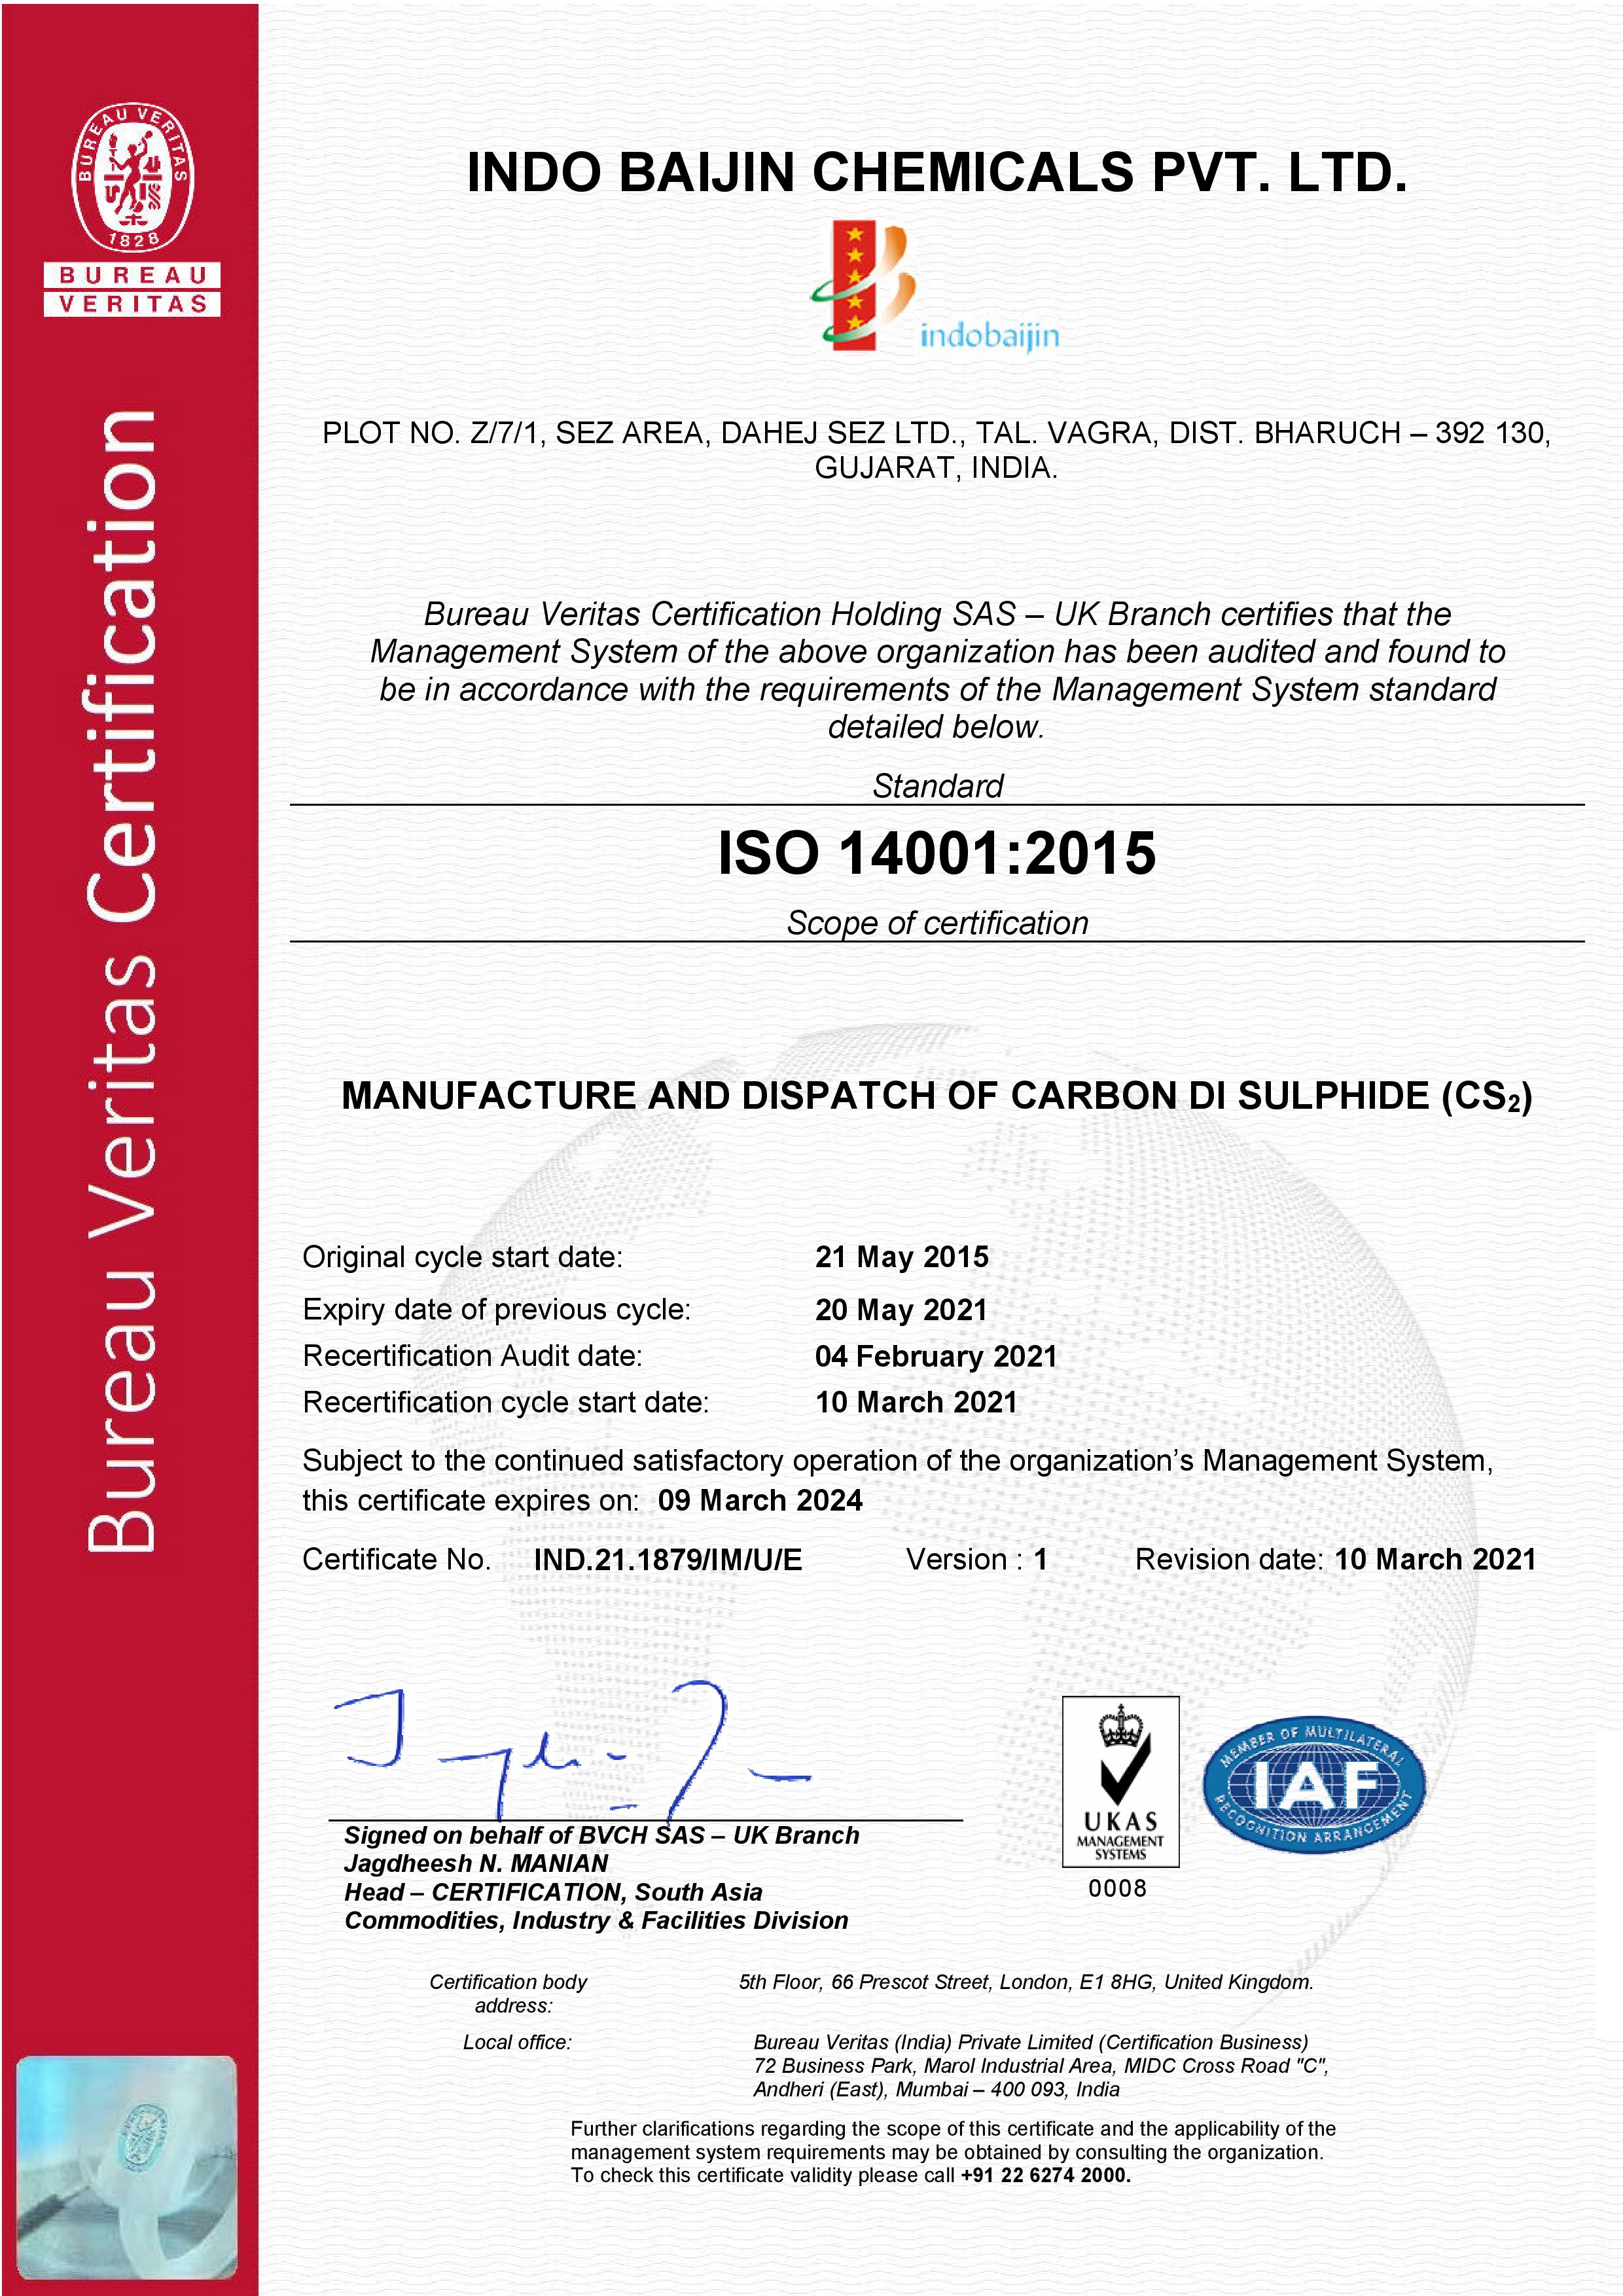 BUREAU VERITAS
1828
BUREAU
VERITAS
Bureau Veritas Certification
INDO BAIJIN CHEMICALS PVT. LTD.
indobaijin
PLOT NO. Z/7/1, SEZ AREA, DAHEJ SEZ LTD., TAL. VAGRA, DIST. BHARUCH – 392 130,
GUJARAT, INDIA.
Bureau Veritas Certification Holding SAS – UK Branch certifies that the
Management System of the above organization has been audited and found to
be in accordance with the requirements of the Management System standard
detailed below.
Standard
ISO 14001:2015
Scope of certification
MANUFACTURE AND DISPATCH OF CARBON DI SULPHIDE (CS₂)
Original cycle start date: 21 May 2015
Expiry date of previous cycle: 20 May 2021
Recertification Audit date: 04 February 2021
Recertification cycle start date: 10 March 2021
Subject to the continued satisfactory operation of the organization’s Management System,
this certificate expires on: 09 March 2024
Certificate No. IND.21.1879/IM/U/E Version : 1 Revision date: 10 March 2021
Signed on behalf of BVCH SAS – UK Branch
Jagdheesh N. MANIAN
Head – CERTIFICATION, South Asia
Commodities, Industry & Facilities Division
UKAS
MANAGEMENT
SYSTEMS
0008
MEMBER OF MULTILATERAL
IAF
RECOGNITION ARRANGEMENT
Certification body
address:
5th Floor, 66 Prescot Street, London, E1 8HG, United Kingdom.
Local office:
Bureau Veritas (India) Private Limited (Certification Business)
72 Business Park, Marol Industrial Area, MIDC Cross Road "C",
Andheri (East), Mumbai – 400 093, India
Further clarifications regarding the scope of this certificate and the applicability of the
management system requirements may be obtained by consulting the organization.
To check this certificate validity please call +91 22 6274 2000.